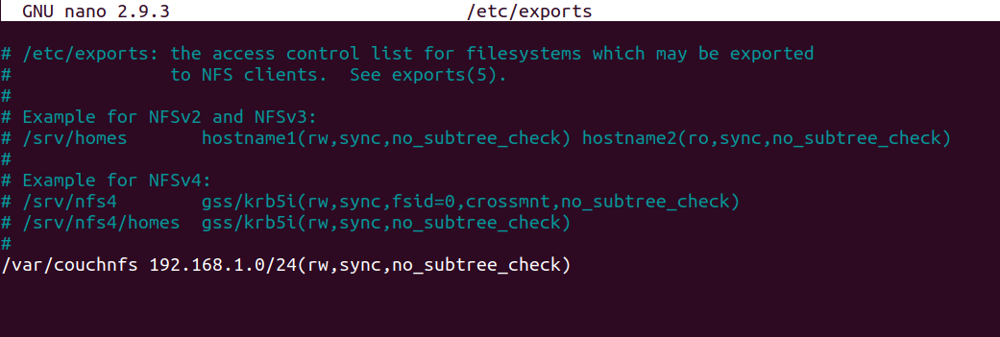 GNU nano 2.9.3                            /etc/exports
# /etc/exports: the access control list for filesystems which may be exported
#               to NFS clients.  See exports(5).
#
# Example for NFSv2 and NFSv3:
# /srv/homes       hostname1(rw,sync,no_subtree_check) hostname2(ro,sync,no_subtree_check)
#
# Example for NFSv4:
# /srv/nfs4        gss/krb5i(rw,sync,fsid=0,crossmnt,no_subtree_check)
# /srv/nfs4/homes  gss/krb5i(rw,sync,no_subtree_check)
#
/var/couchnfs 192.168.1.0/24(rw,sync,no_subtree_check)